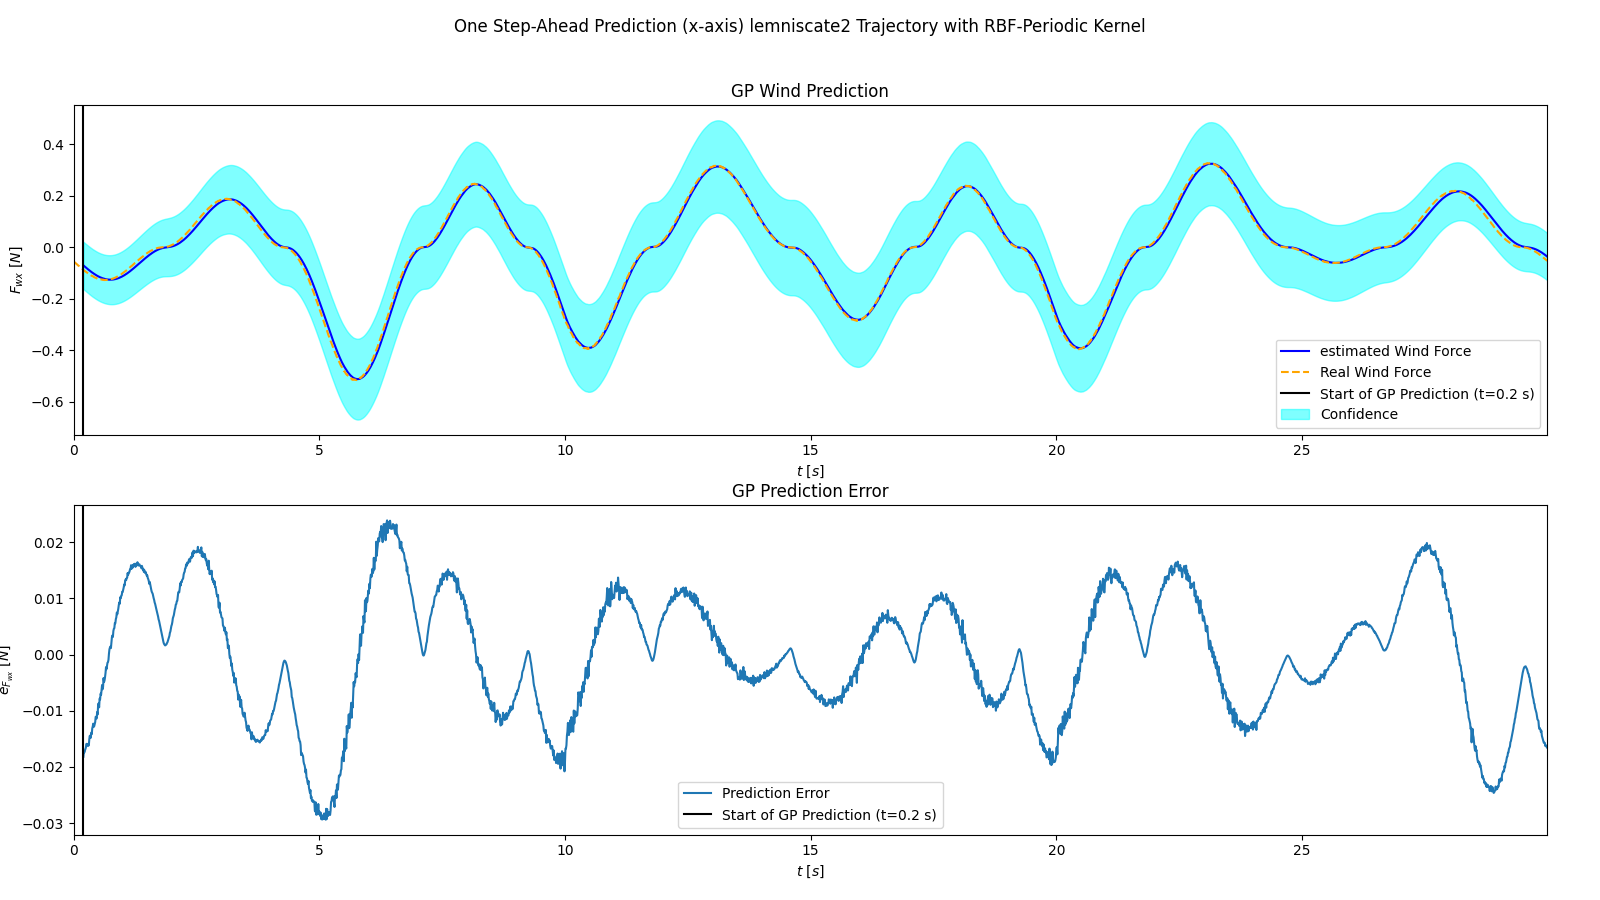 One Step-Ahead Prediction (x-axis) lemniscate2 Trajectory with RBF-Periodic Kernel
GP Wind Prediction
0.4
0.2
0.0
−0.2
−0.4
−0.6
F_wx [N]
estimated Wind Force
Real Wind Force
Start of GP Prediction (t=0.2 s)
Confidence
0 5 10 15 20 25
t [s]
GP Prediction Error
0.02
0.01
0.00
−0.01
−0.02
−0.03
e_F_wx [N]
Prediction Error
Start of GP Prediction (t=0.2 s)
0 5 10 15 20 25
t [s]